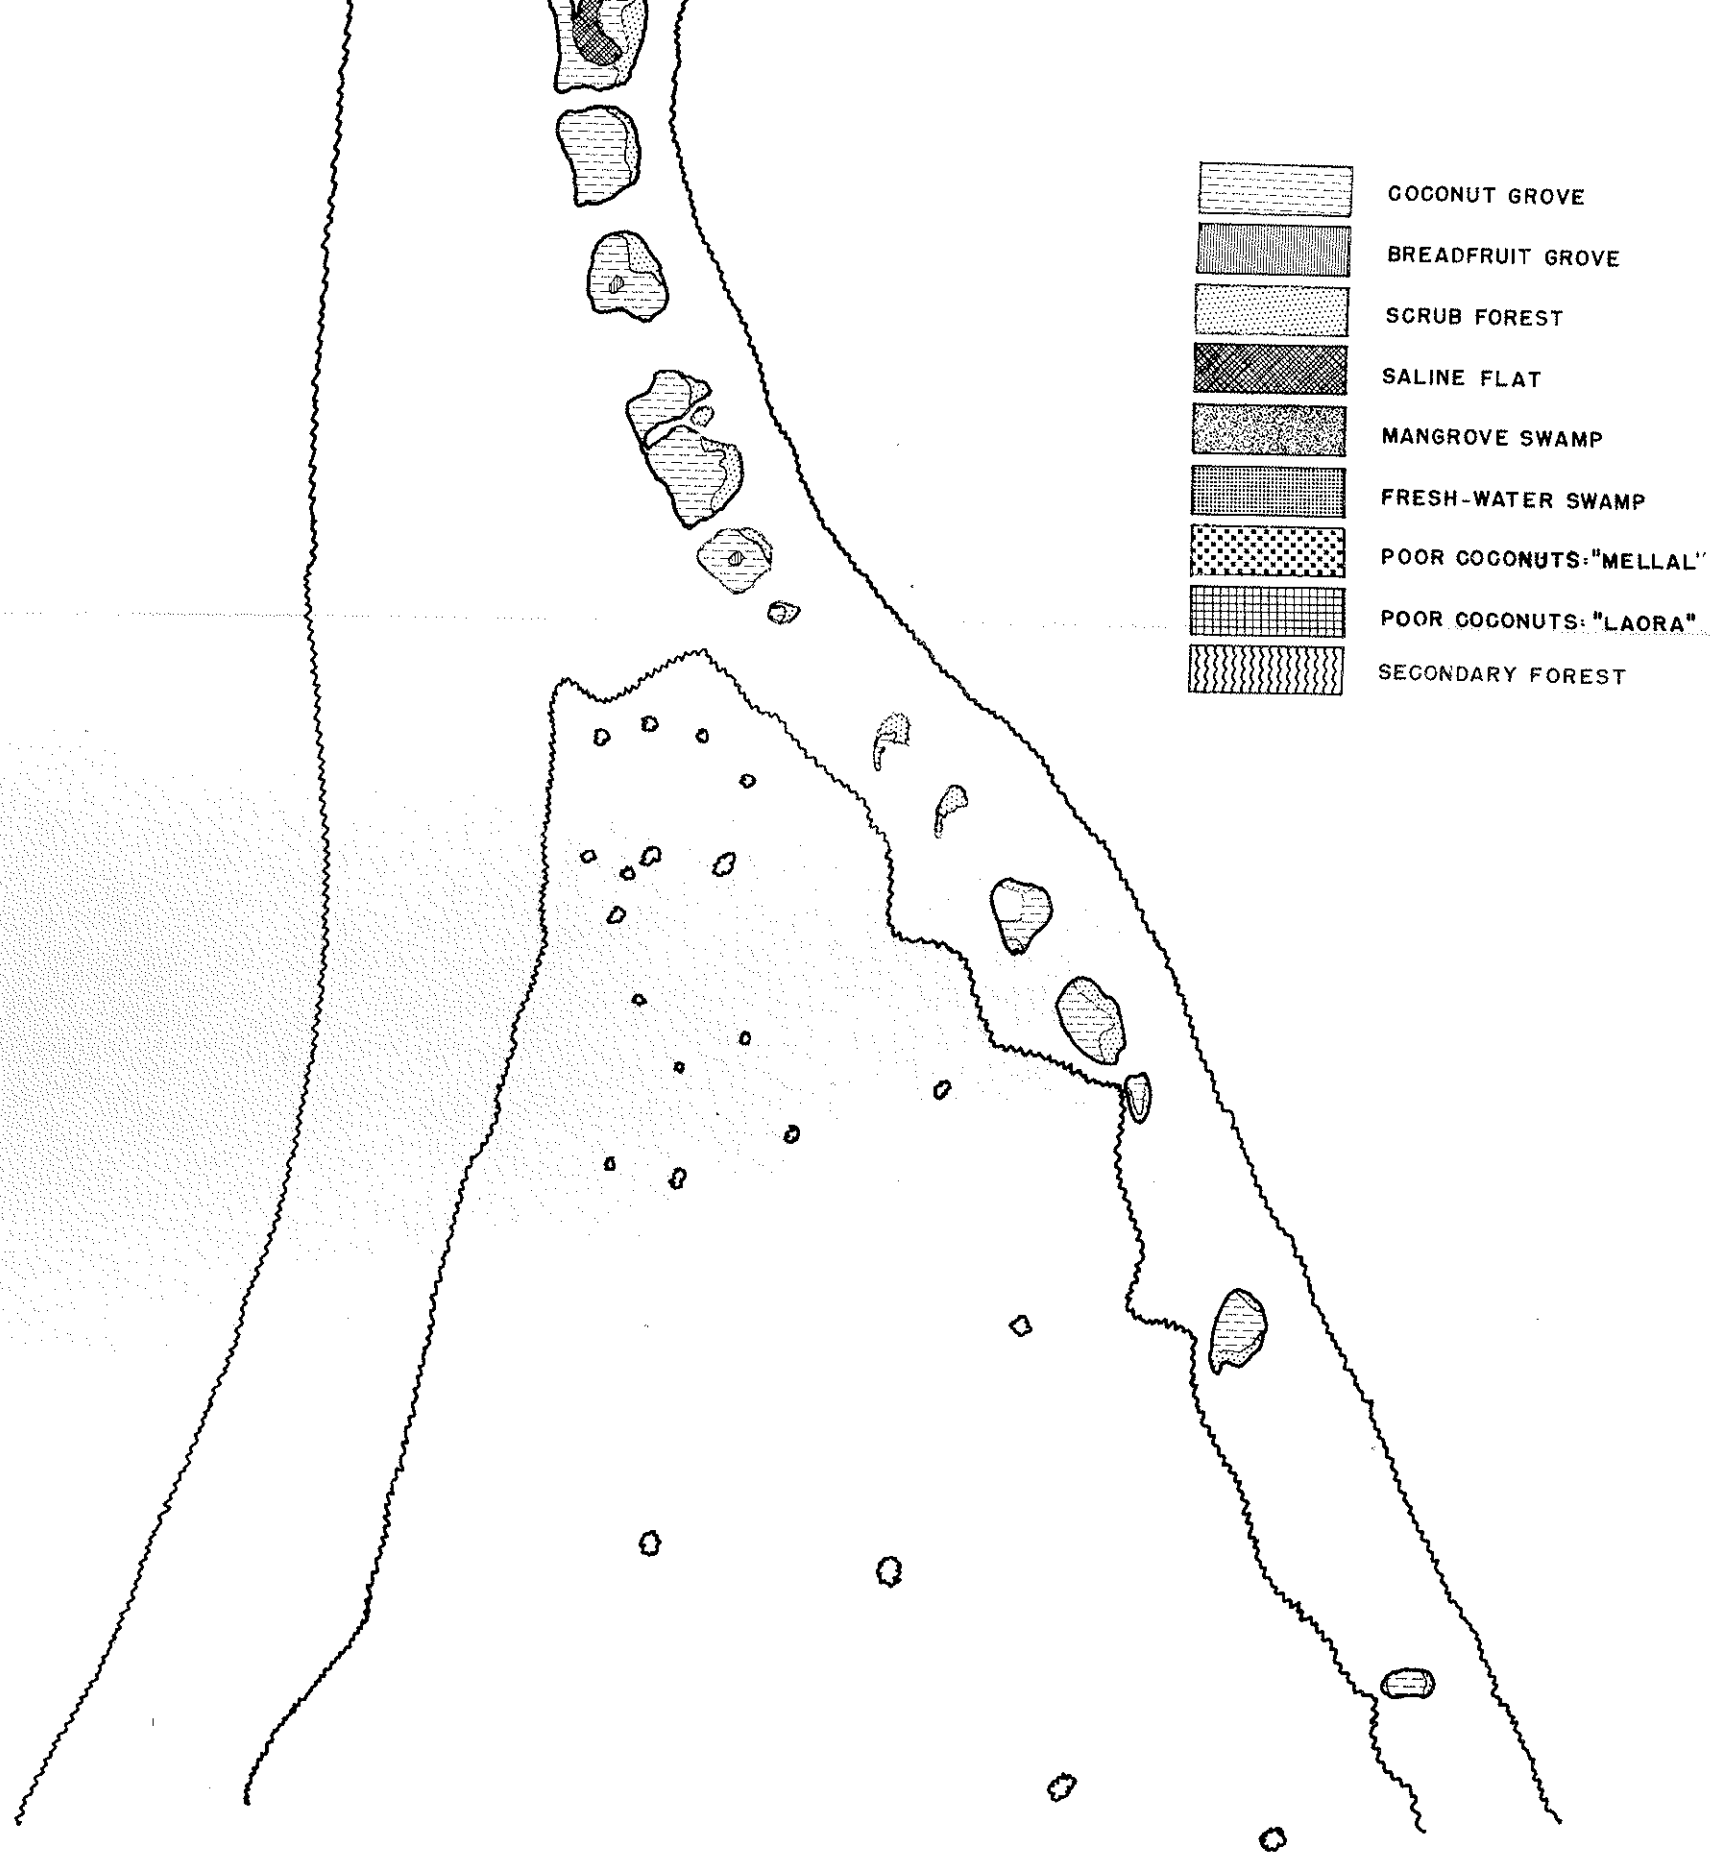 COCONUT GROVE
BREADFRUIT GROVE
SCRUB FOREST
SALINE FLAT
MANGROVE SWAMP
FRESH-WATER SWAMP
POOR COCONUTS: "MELLAL"
POOR COCONUTS: "LAORA"
SECONDARY FOREST